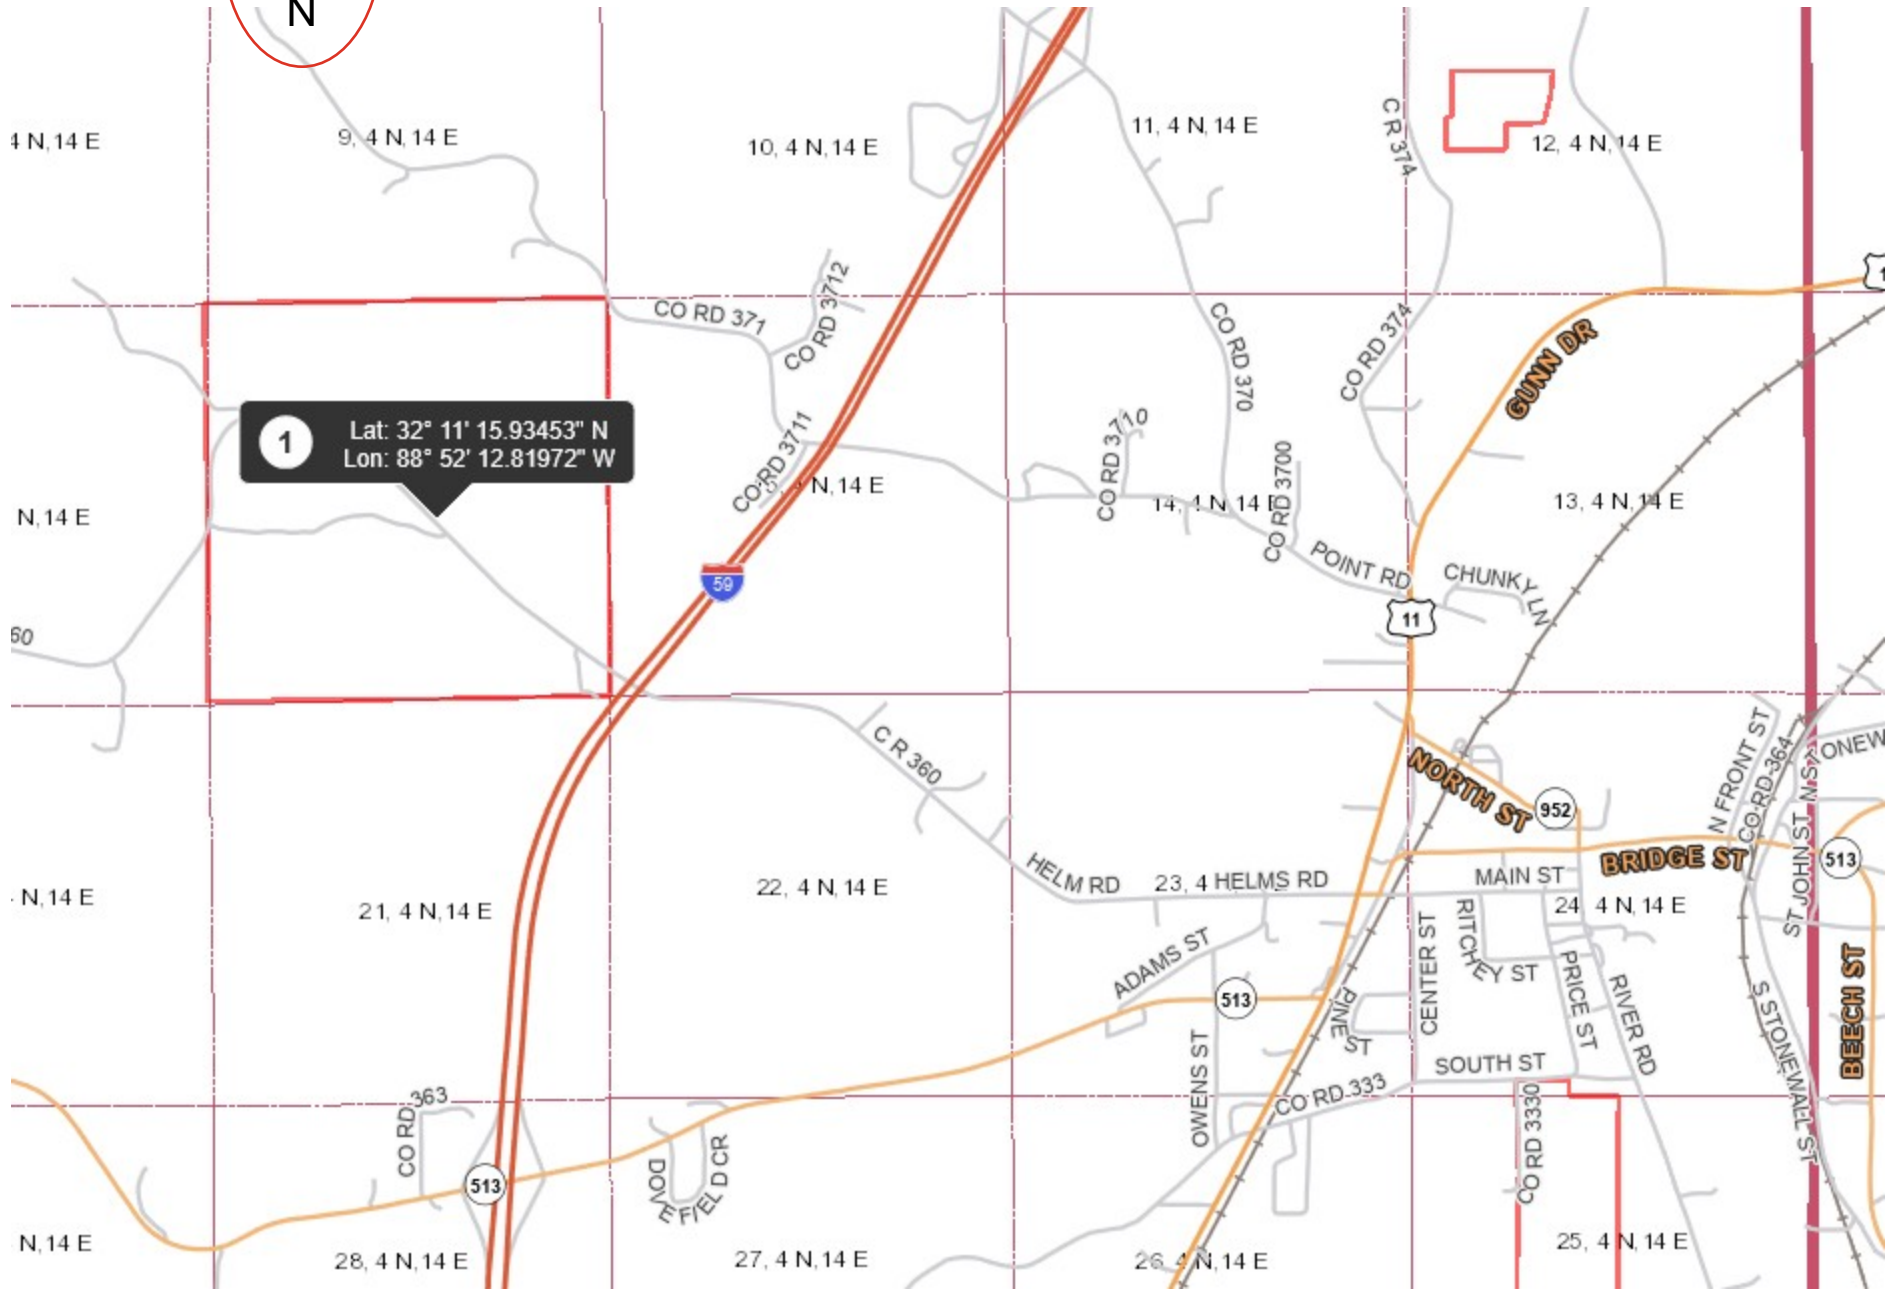 N
4 N, 14 E
9, 4 N, 14 E
10, 4 N, 14 E
11, 4 N, 14 E
C R 374
12, 4 N, 14 E
1
CO RD 371
CO RD 3712
CO RD 370
CO RD 374
GUNN DR
1
Lat: 32° 11' 15.93453" N
Lon: 88° 52' 12.81972" W
CO RD 3711
N, 14 E
CO RD 3710
CO RD 3700
14, 4 N, 14 E
13, 4 N, 14 E
N, 14 E
59
POINT RD
CHUNKY LN
11
60
C R 360
NORTH ST
952
N FRONT ST
CO RD 364
N ST
ONEW
BRIDGE ST
513
ST JOHN ST
HELM RD
23, 4
HELMS RD
MAIN ST
24, 4 N, 14 E
N, 14 E
21, 4 N, 14 E
22, 4 N, 14 E
ADAMS ST
513
PINE ST
CENTER ST
RITCHEY ST
PRICE ST
RIVER RD
S STONEWALL ST
BEECH ST
OWENS ST
SOUTH ST
CO RD 333
CO RD 3330
CO RD 363
513
DOVEFIELD CR
N, 14 E
28, 4 N, 14 E
27, 4 N, 14 E
26, 4 N, 14 E
25, 4 N, 14 E